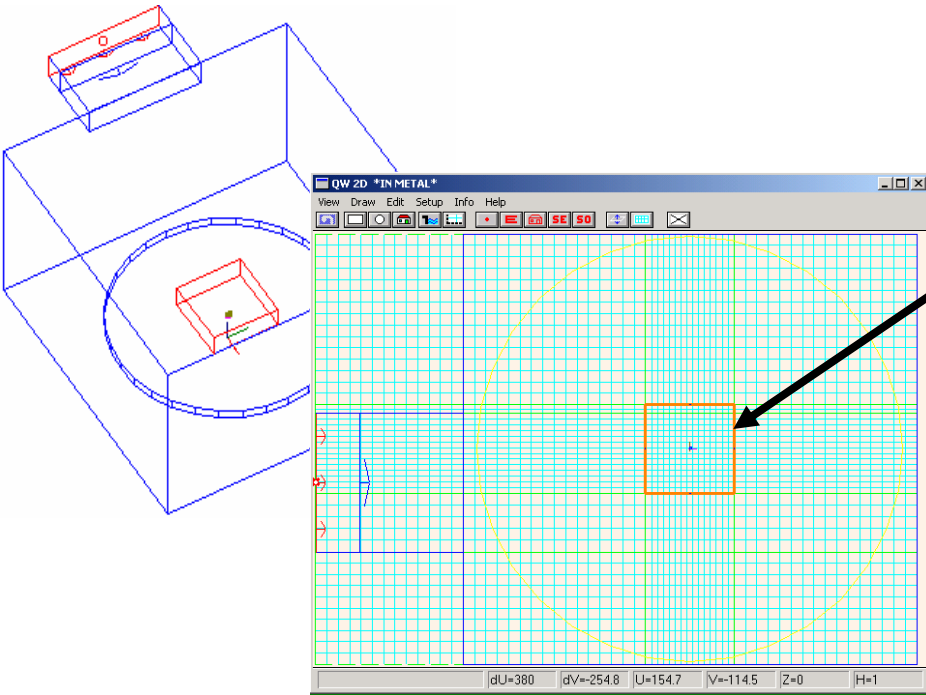 QW 2D *IN METAL*
View Draw Edit Setup Info Help
SE SO
dU=380 dV=-254.8 U=154.7 V=-114.5 Z=0 H=1